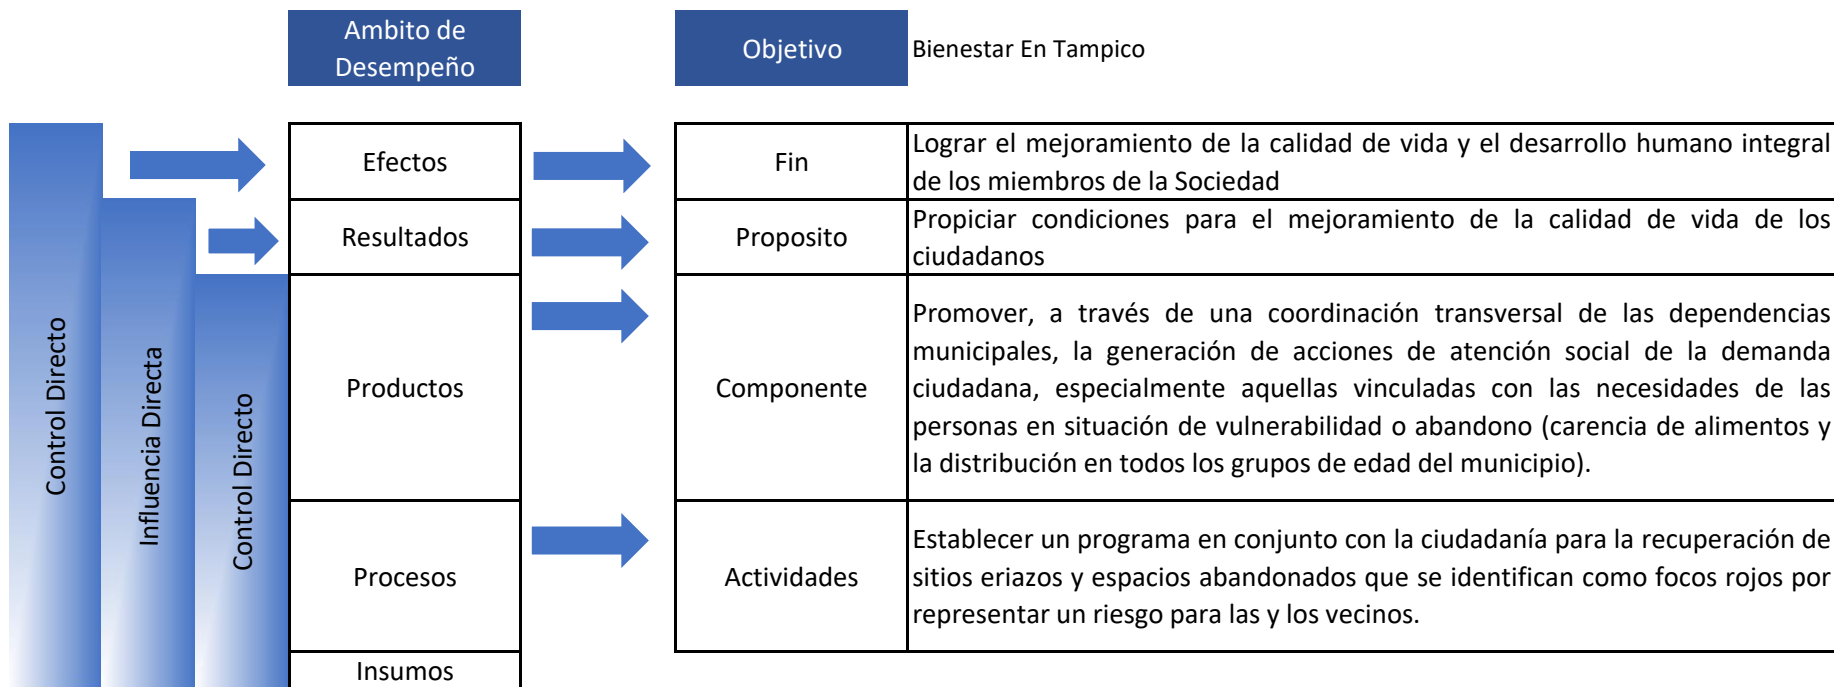 Ambito de
Desempeño
Objetivo
Bienestar En Tampico
Control Directo
Influencia Directa
Control Directo
Efectos
Fin
Lograr el mejoramiento de la calidad de vida y el desarrollo humano integral
de los miembros de la Sociedad
Resultados
Proposito
Propiciar condiciones para el mejoramiento de la calidad de vida de los
ciudadanos
Productos
Componente
Promover, a través de una coordinación transversal de las dependencias
municipales, la generación de acciones de atención social de la demanda
ciudadana, especialmente aquellas vinculadas con las necesidades de las
personas en situación de vulnerabilidad o abandono (carencia de alimentos y
la distribución en todos los grupos de edad del municipio).
Procesos
Actividades
Establecer un programa en conjunto con la ciudadanía para la recuperación de
sitios eriazos y espacios abandonados que se identifican como focos rojos por
representar un riesgo para las y los vecinos.
Insumos